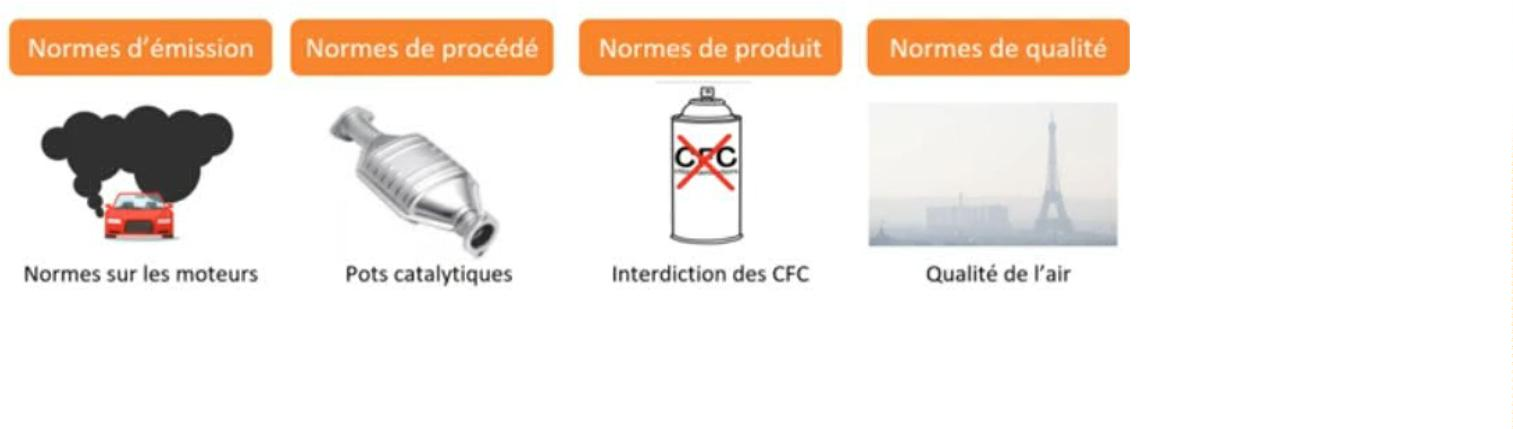 Normes d'émission
Normes de procédé
Normes de produit
Normes de qualité
CFC
Normes sur les moteurs
Pots catalytiques
Interdiction des CFC
Qualité de l'air